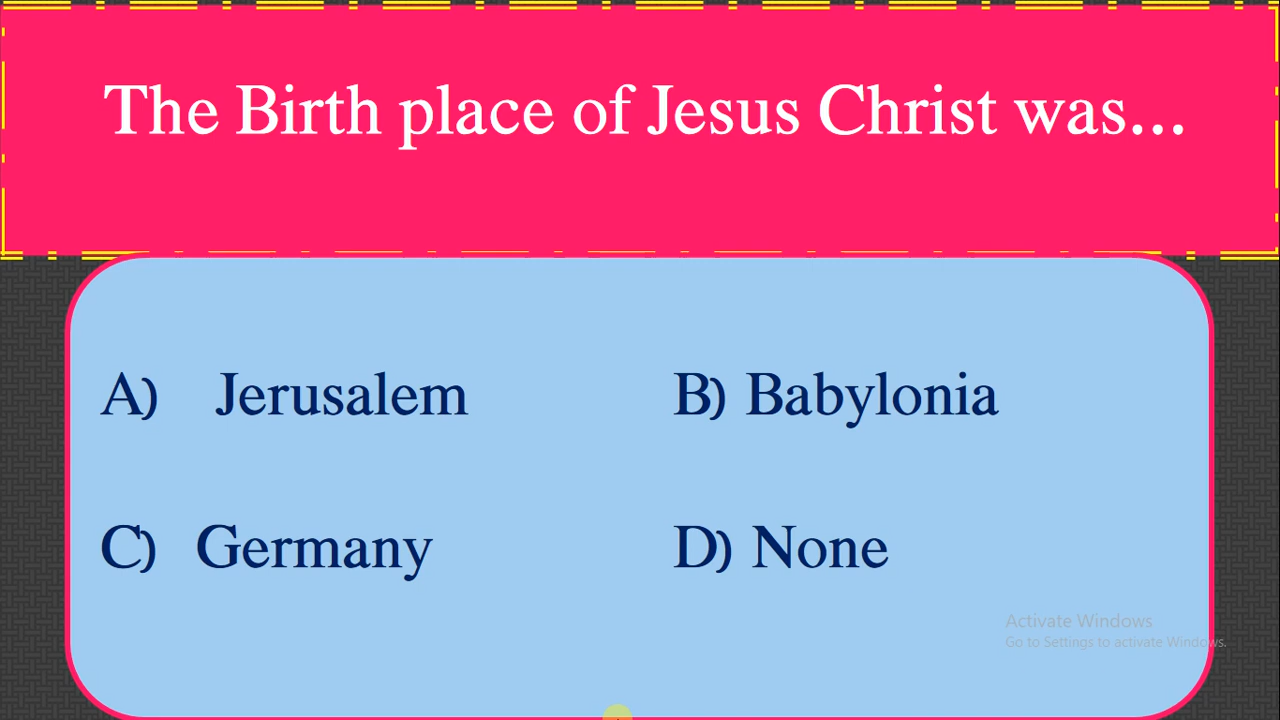 The Birth place of Jesus Christ was...
A) Jerusalem
B) Babylonia
C) Germany
D) None
Activate Windows
Go to Settings to activate Windows.